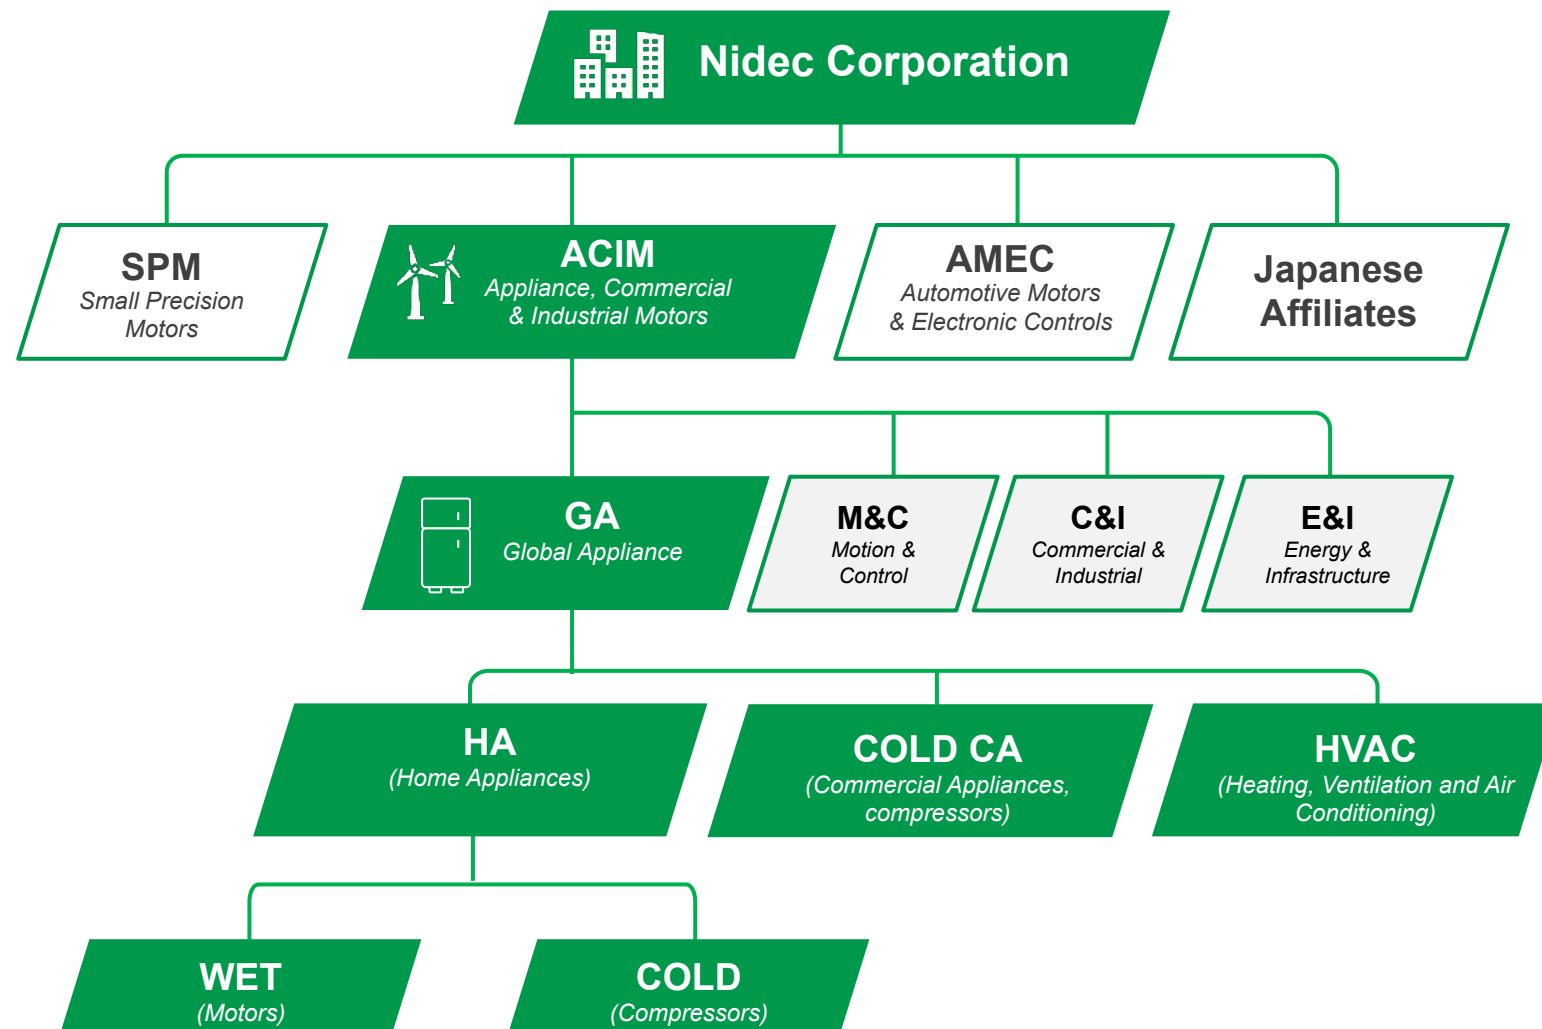 Nidec Corporation
SPM
Small Precision
Motors
ACIM
Appliance, Commercial
& Industrial Motors
AMEC
Automotive Motors
& Electronic Controls
Japanese
Affiliates
GA
Global Appliance
M&C
Motion &
Control
C&I
Commercial &
Industrial
E&I
Energy &
Infrastructure
HA
(Home Appliances)
COLD CA
(Commercial Appliances,
compressors)
HVAC
(Heating, Ventilation and Air
Conditioning)
WET
(Motors)
COLD
(Compressors)